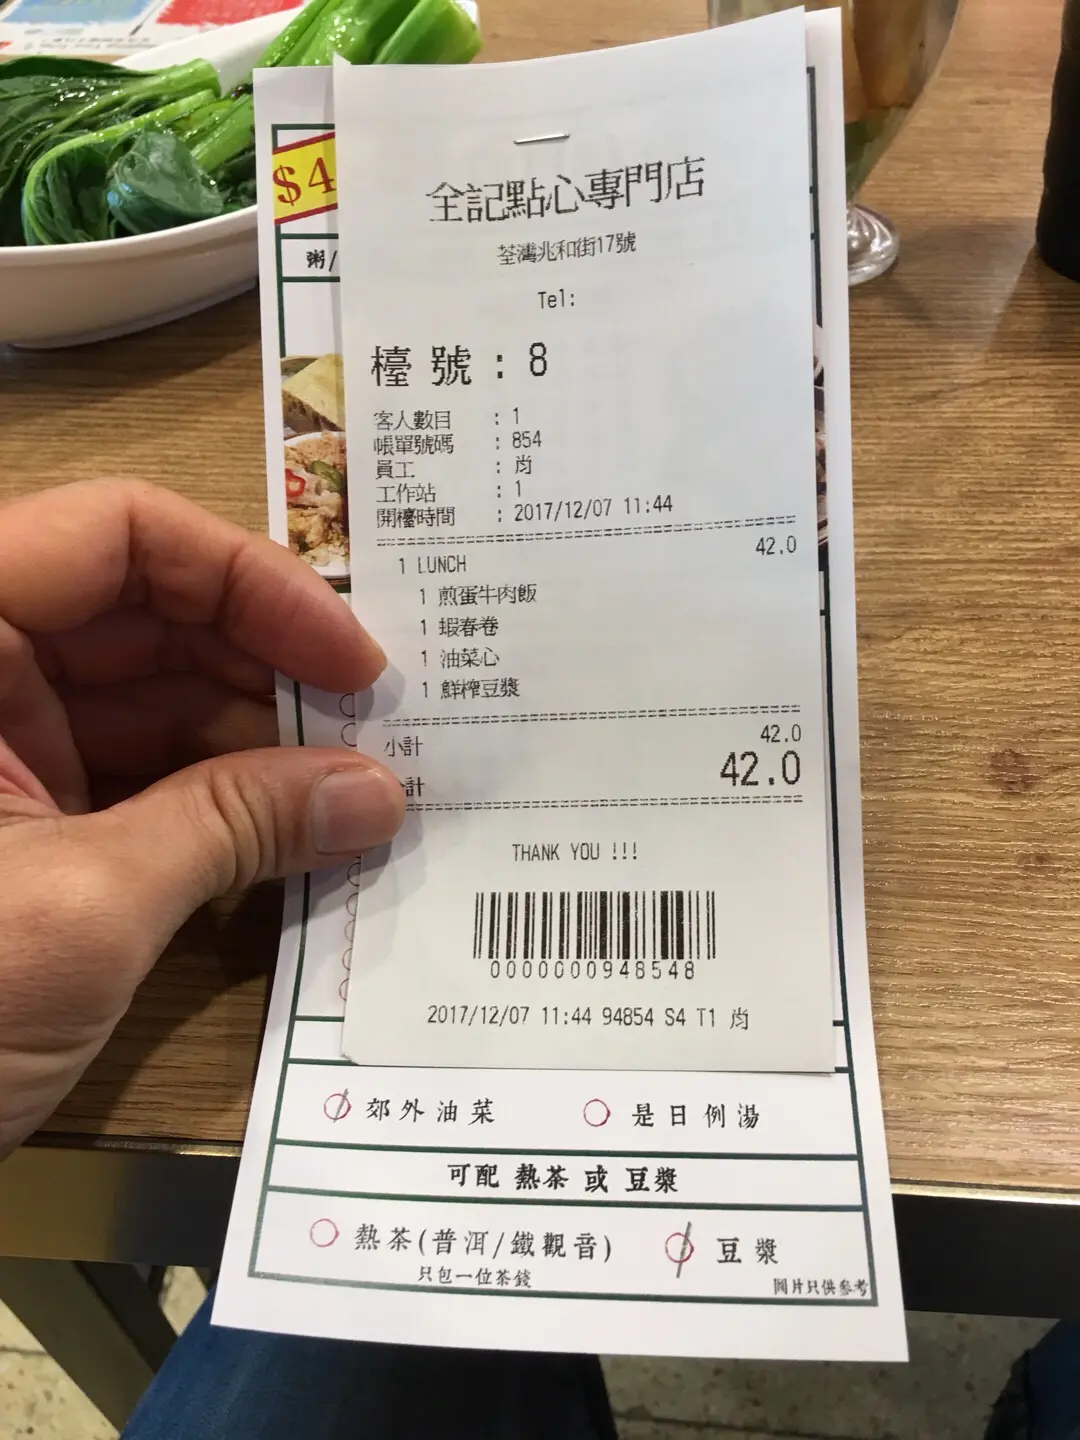 $4
粥/
全記點心專門店
荃灣兆和街17號
Tel:
檯號：8
客人數目 : 1
帳單號碼 : 854
員工 : 尚
工作站 : 1
開檯時間 : 2017/12/07 11:44
1 LUNCH 42.0
1 煎蛋牛肉飯
1 蝦春卷
1 油菜心
1 鮮榨豆漿
小計 42.0
計 42.0
THANK YOU !!!
0000000948548
2017/12/07 11:44 94854 S4 T1 尚
郊外油菜 是日例湯
可配 熱茶 或 豆漿
熱茶(普洱/鐵觀音) 豆漿
只包一位茶錢 圖片只供參考